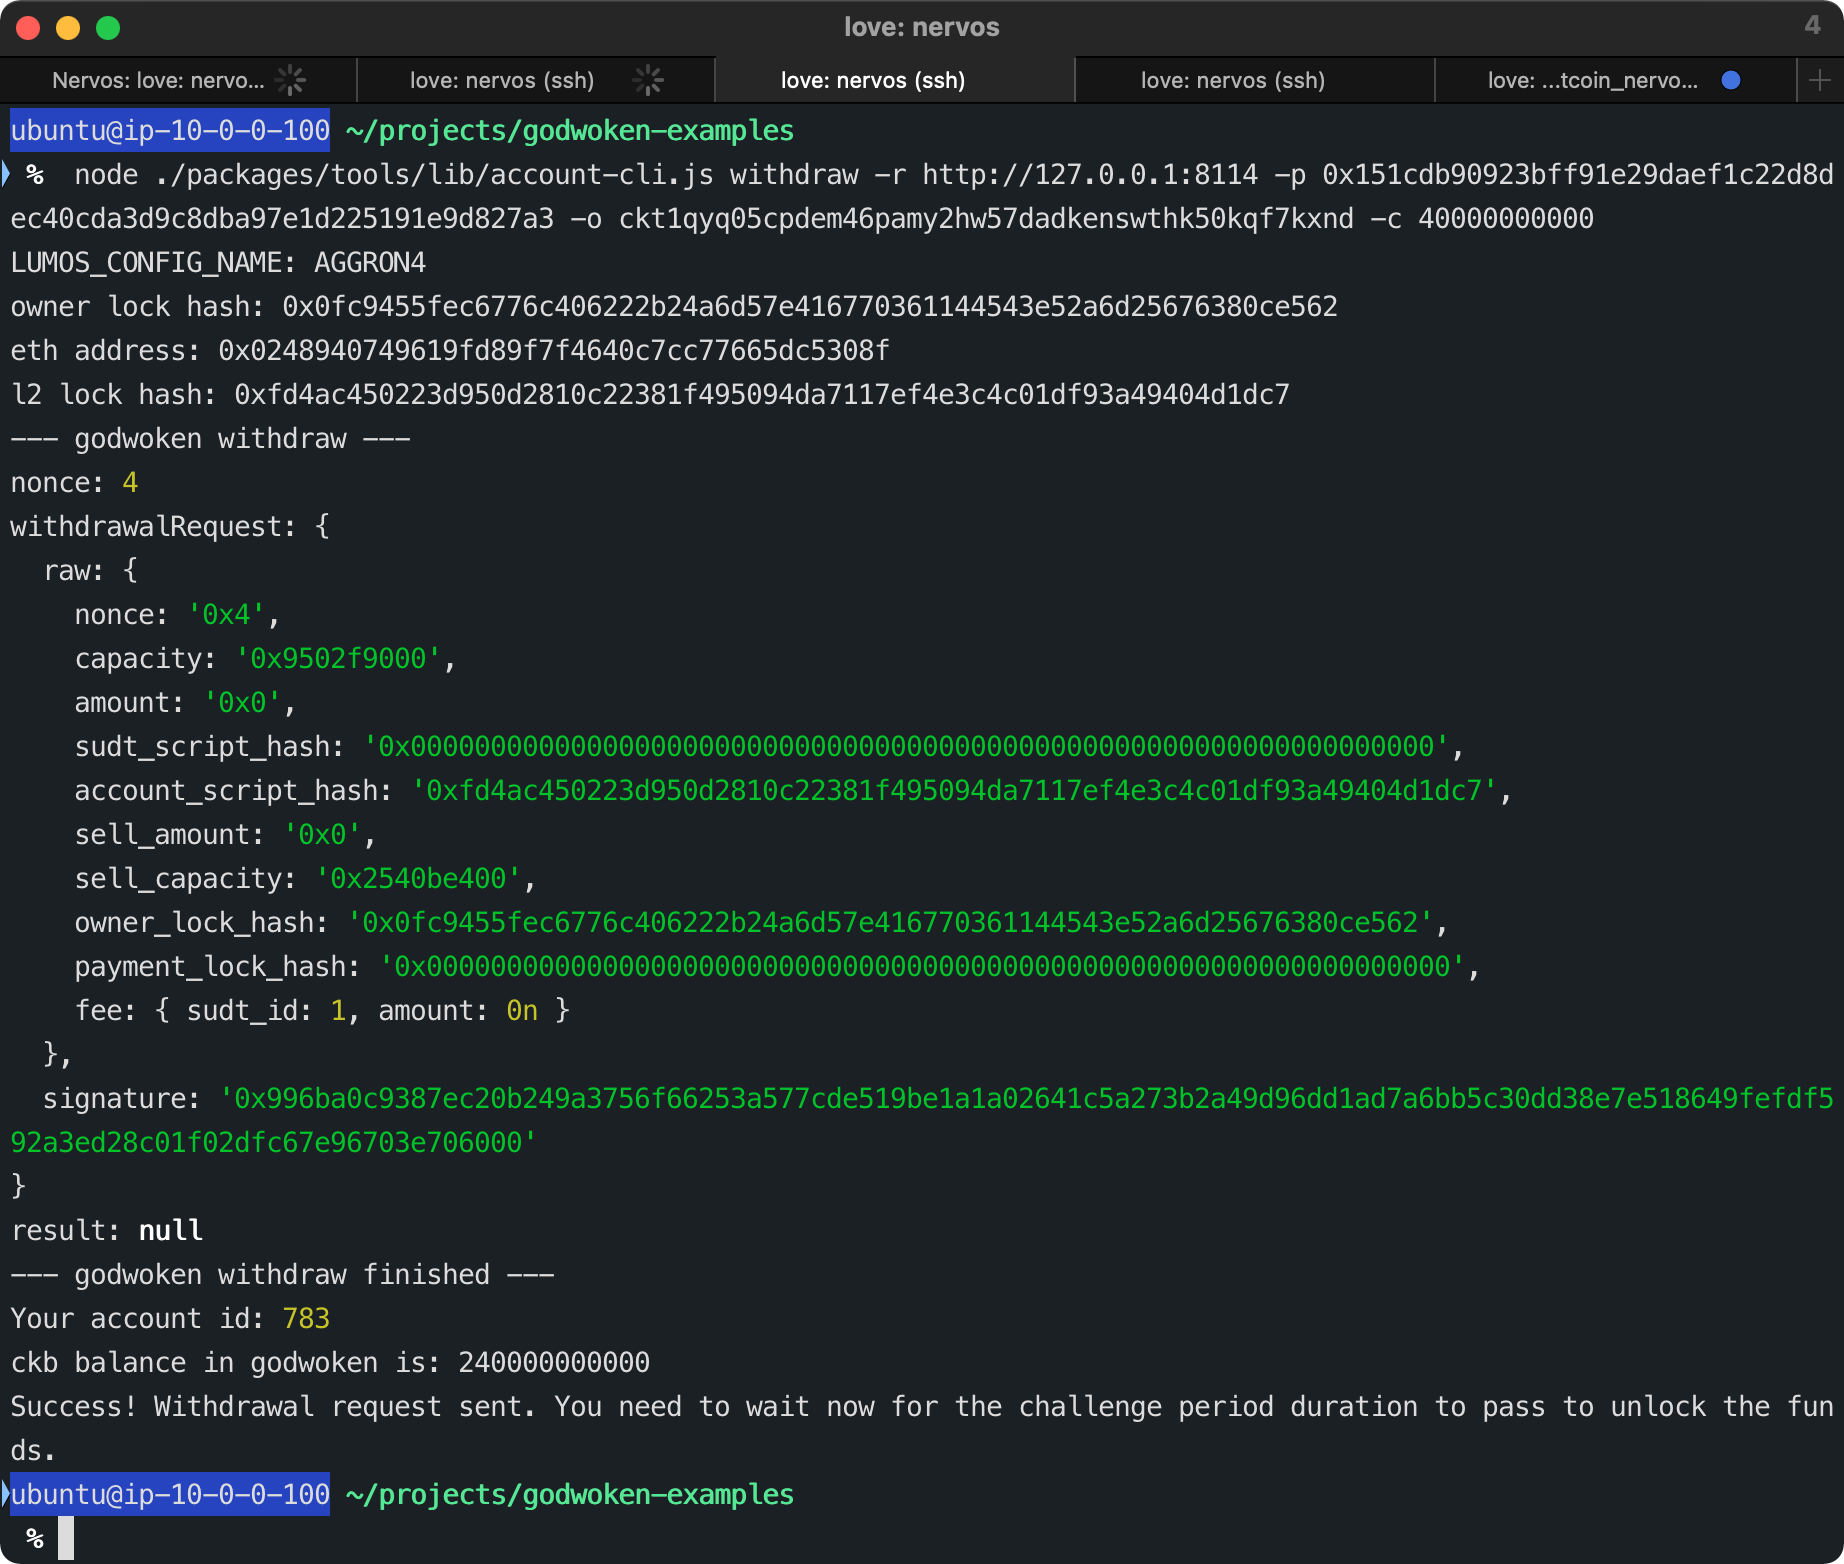 love: nervos
4
Nervos: love: nervo...
love: nervos (ssh)
love: nervos (ssh)
love: nervos (ssh)
love: ...tcoin_nervo...
ubuntu@ip-10-0-0-100 ~/projects/godwoken-examples
% node ./packages/tools/lib/account-cli.js withdraw -r http://127.0.0.1:8114 -p 0x151cdb90923bff91e29daef1c22d8d
ec40cda3d9c8dba97e1d225191e9d827a3 -o ckt1qyq05cpdem46pamy2hw57dadkenswthk50kqf7kxnd -c 40000000000
LUMOS_CONFIG_NAME: AGGRON4
owner lock hash: 0x0fc9455fec6776c406222b24a6d57e416770361144543e52a6d25676380ce562
eth address: 0x0248940749619fd89f7f4640c7cc77665dc5308f
l2 lock hash: 0xfd4ac450223d950d2810c22381f495094da7117ef4e3c4c01df93a49404d1dc7
--- godwoken withdraw ---
nonce: 4
withdrawalRequest: {
  raw: {
    nonce: '0x4',
    capacity: '0x9502f9000',
    amount: '0x0',
    sudt_script_hash: '0x0000000000000000000000000000000000000000000000000000000000000000',
    account_script_hash: '0xfd4ac450223d950d2810c22381f495094da7117ef4e3c4c01df93a49404d1dc7',
    sell_amount: '0x0',
    sell_capacity: '0x2540be400',
    owner_lock_hash: '0x0fc9455fec6776c406222b24a6d57e416770361144543e52a6d25676380ce562',
    payment_lock_hash: '0x0000000000000000000000000000000000000000000000000000000000000000',
    fee: { sudt_id: 1, amount: 0n }
  },
  signature: '0x996ba0c9387ec20b249a3756f66253a577cde519be1a1a02641c5a273b2a49d96dd1ad7a6bb5c30dd38e7e518649fefdf5
92a3ed28c01f02dfc67e96703e706000'
}
result: null
--- godwoken withdraw finished ---
Your account id: 783
ckb balance in godwoken is: 240000000000
Success! Withdrawal request sent. You need to wait now for the challenge period duration to pass to unlock the fun
ds.
ubuntu@ip-10-0-0-100 ~/projects/godwoken-examples
%